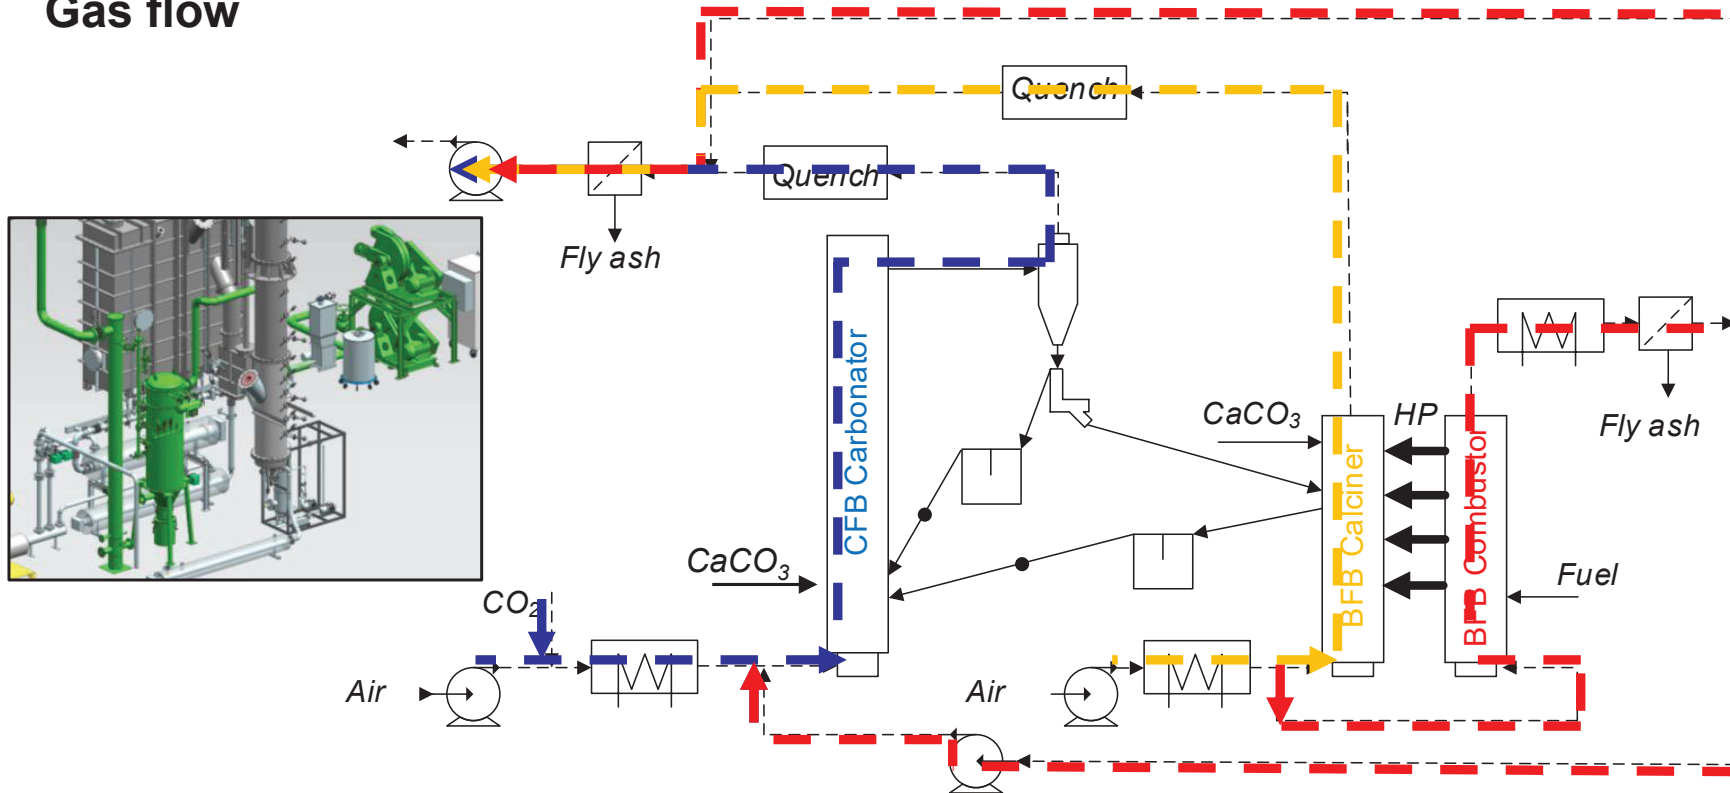 Gas flow
Quench
Quench
Fly ash
CFB Carbonator
CaCO₃
HP
BFB Calciner
BFB Combustor
Fly ash
CaCO₃
Fuel
CO₂
Air
Air